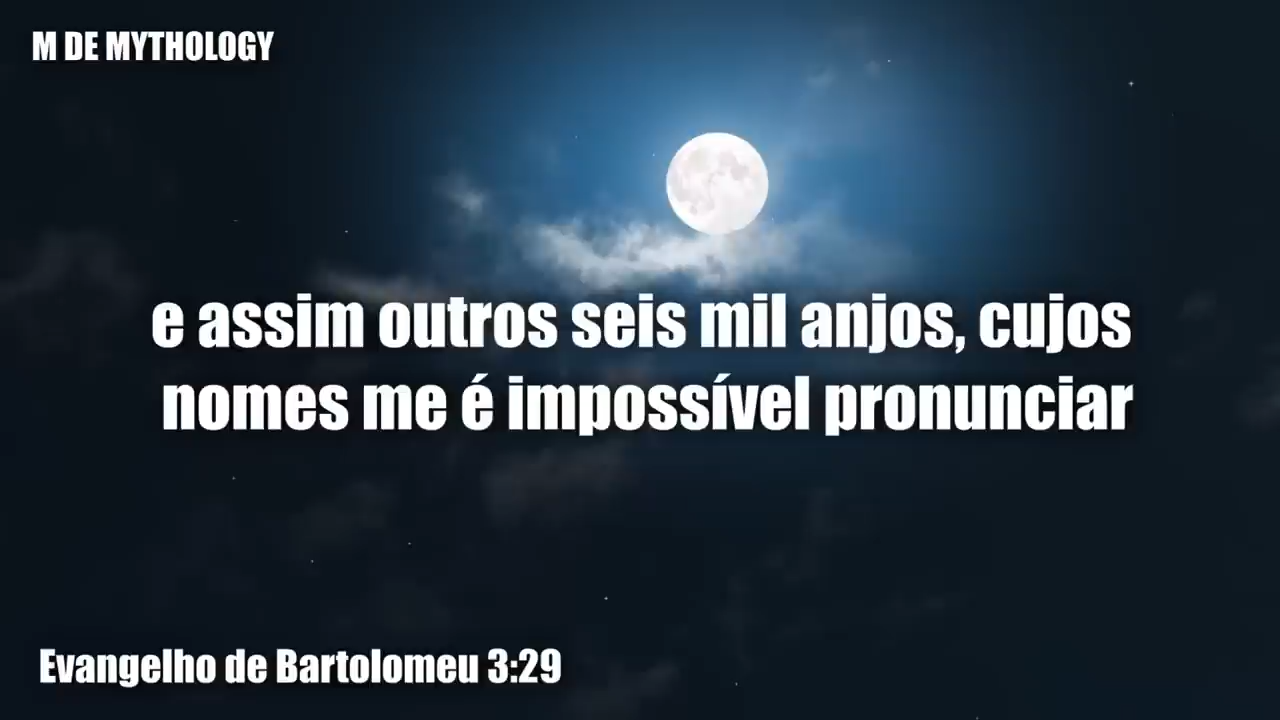 M DE MYTHOLOGY
e assim outros seis mil anjos, cujos
nomes me é impossível pronunciar
Evangelho de Bartolomeu 3:29